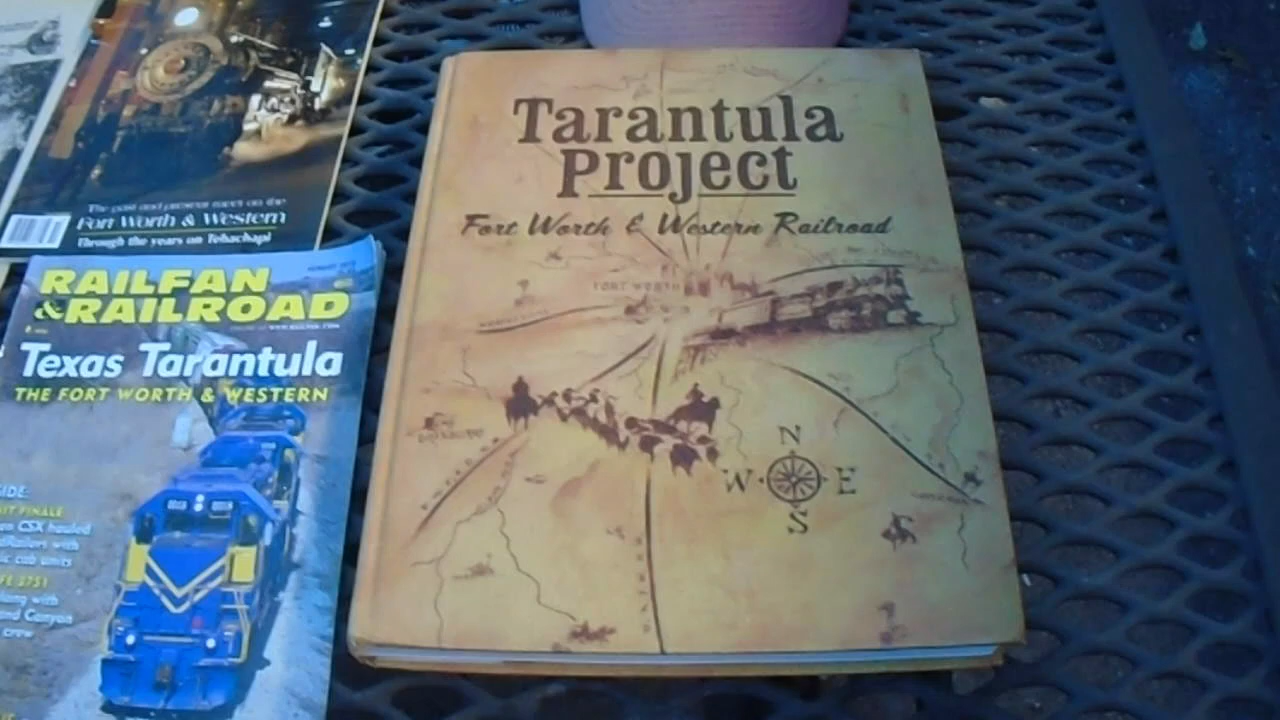 The past and present meet on the
Fort Worth & Western
Through the years on Tehachapi
RAILFAN
& RAILROAD
Texas Tarantula
THE FORT WORTH & WESTERN
CSX hauled
with
cab units
with
Canyon
crew
Tarantula
Project
Fort Worth & Western Railroad
FORT WORTH
N
W E
S